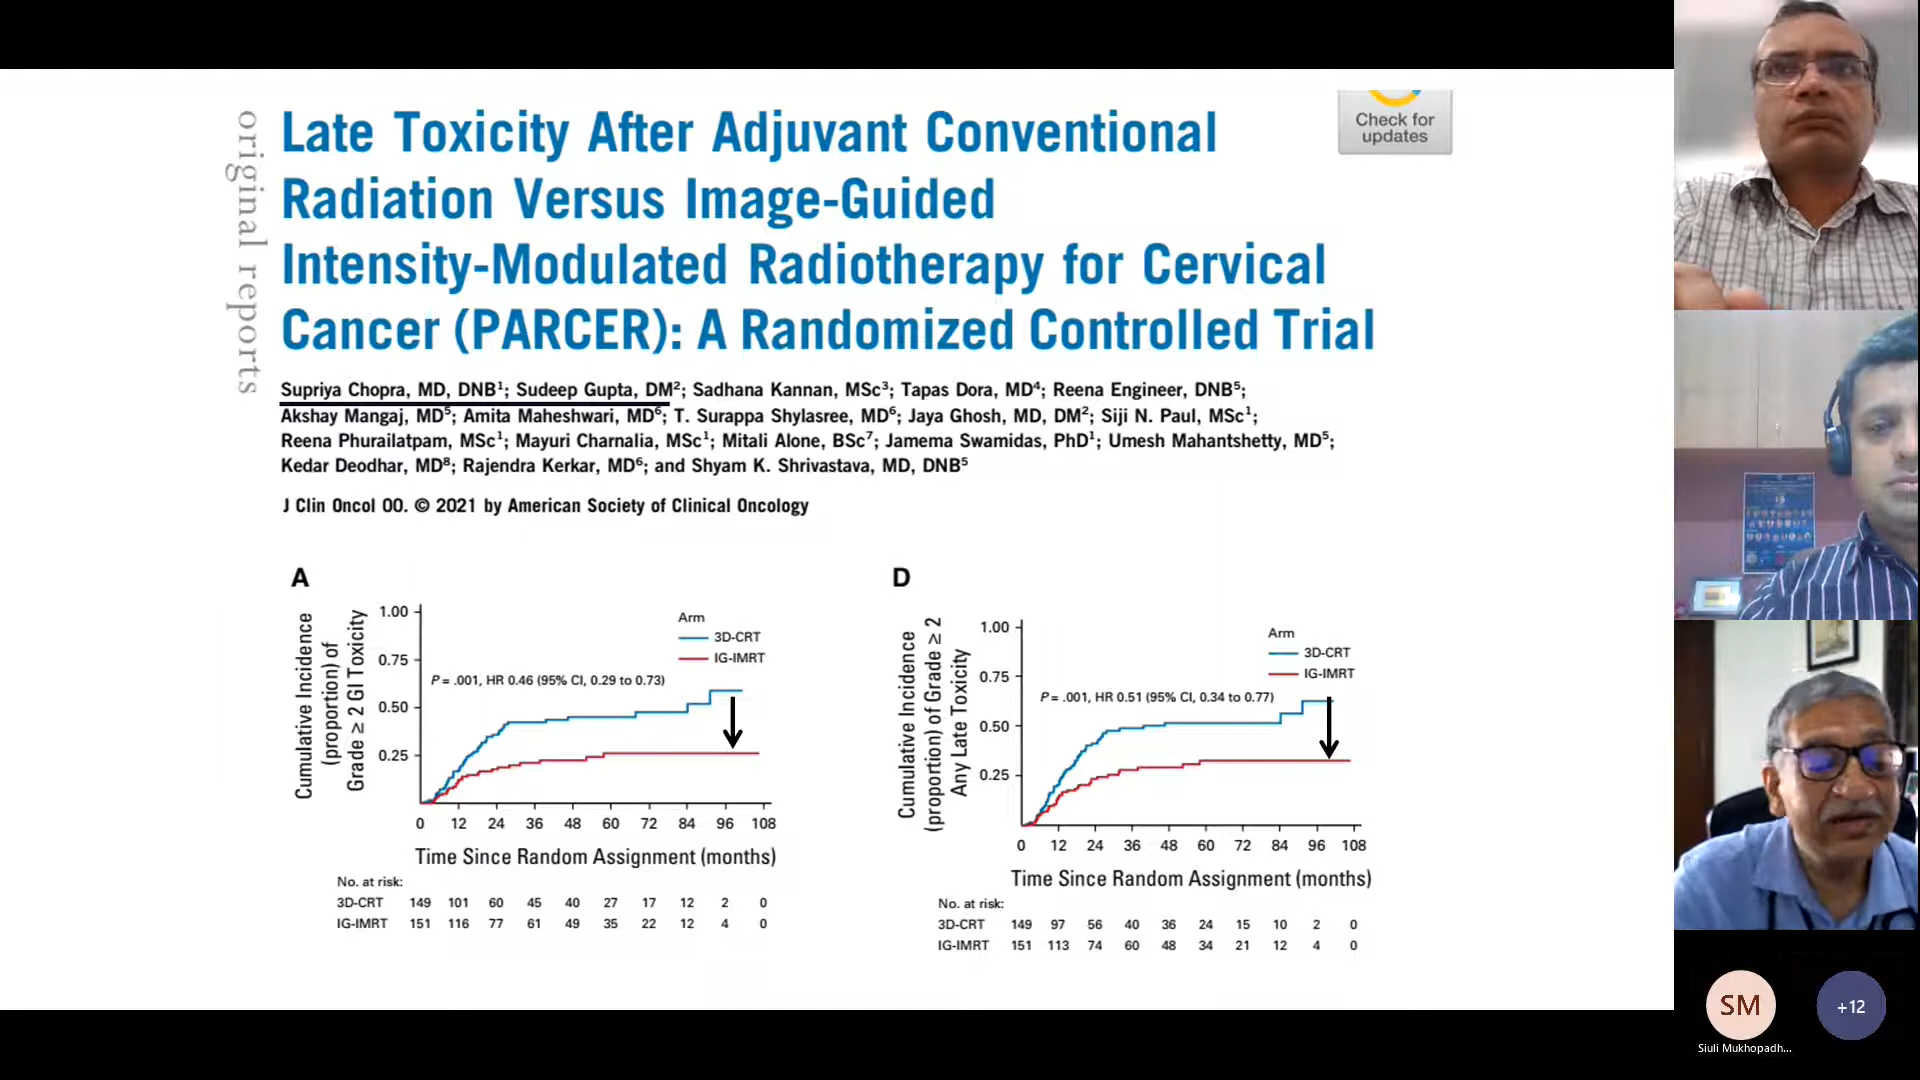 original reports
Late Toxicity After Adjuvant Conventional
Radiation Versus Image-Guided
Intensity-Modulated Radiotherapy for Cervical
Cancer (PARCER): A Randomized Controlled Trial
Check for
updates
Supriya Chopra, MD, DNB¹; Sudeep Gupta, DM²; Sadhana Kannan, MSc³; Tapas Dora, MD⁴; Reena Engineer, DNB⁵;
Akshay Mangaj, MD⁵; Amita Maheshwari, MD⁶; T. Surappa Shylasree, MD⁶; Jaya Ghosh, MD, DM²; Siji N. Paul, MSc¹;
Reena Phurailatpam, MSc¹; Mayuri Charnalia, MSc¹; Mitali Alone, BSc⁷; Jamema Swamidas, PhD¹; Umesh Mahantshetty, MD⁵;
Kedar Deodhar, MD⁸; Rajendra Kerkar, MD⁶; and Shyam K. Shrivastava, MD, DNB⁵
J Clin Oncol 00. © 2021 by American Society of Clinical Oncology
A
Cumulative Incidence
(proportion) of
Grade ≥ 2 GI Toxicity
1.00
0.75
0.50
0.25
Arm
3D-CRT
IG-IMRT
P = .001, HR 0.46 (95% CI, 0.29 to 0.73)
0 12 24 36 48 60 72 84 96 108
Time Since Random Assignment (months)
No. at risk:
3D-CRT 149 101 60 45 40 27 17 12 2 0
IG-IMRT 151 116 77 61 49 35 22 12 4 0
D
Cumulative Incidence
(proportion) of Grade ≥ 2
Any Late Toxicity
1.00
0.75
0.50
0.25
Arm
3D-CRT
IG-IMRT
P = .001, HR 0.51 (95% CI, 0.34 to 0.77)
0 12 24 36 48 60 72 84 96 108
Time Since Random Assignment (months)
No. at risk:
3D-CRT 149 97 56 40 36 24 15 10 2 0
IG-IMRT 151 113 74 60 48 34 21 12 4 0
SM
+12
Siuli Mukhopadh...